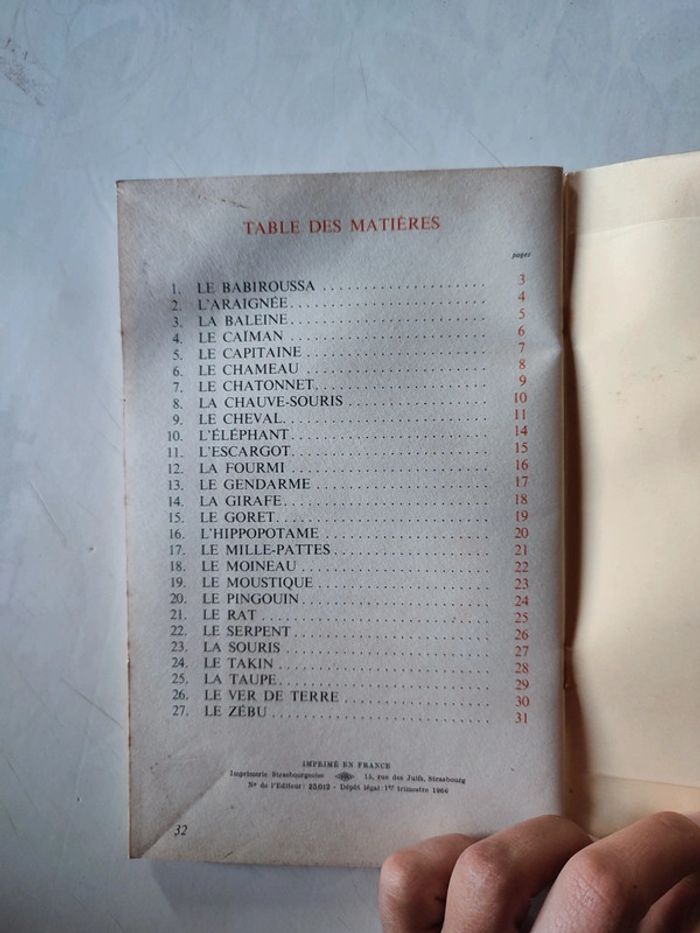 TABLE DES MATIÈRES
pages
1. LE BABIROUSSA ...................... 3
2. L'ARAIGNÉE.......................... 4
3. LA BALEINE.......................... 5
4. LE CAÏMAN .......................... 6
5. LE CAPITAINE ....................... 7
6. LE CHAMEAU ......................... 8
7. LE CHATONNET........................ 9
8. LA CHAUVE-SOURIS ................... 10
9. LE CHEVAL........................... 11
10. L'ÉLÉPHANT......................... 14
11. L'ESCARGOT......................... 15
12. LA FOURMI ......................... 16
13. LE GENDARME ....................... 17
14. LA GIRAFE.......................... 18
15. LE GORET........................... 19
16. L'HIPPOPOTAME ..................... 20
17. LE MILLE-PATTES.................... 21
18. LE MOINEAU ........................ 22
19. LE MOUSTIQUE ...................... 23
20. LE PINGOUIN........................ 24
21. LE RAT ............................ 25
22. LE SERPENT......................... 26
23. LA SOURIS ......................... 27
24. LE TAKIN .......................... 28
25. LA TAUPE........................... 29
26. LE VER DE TERRE ................... 30
27. LE ZÉBU ........................... 31
IMPRIMÉ EN FRANCE
Imprimerie Strasbourgeoise 15, rue des Juifs, Strasbourg
Nº de l'Editeur: 25012 - Dépôt légal: 1er trimestre 1966
32